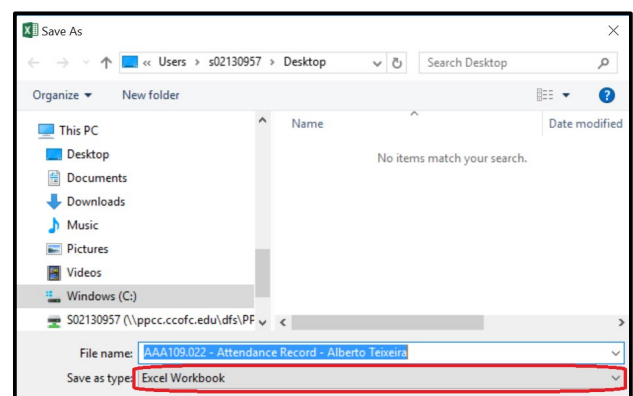 Save As
« Users > s02130957 > Desktop
Search Desktop
Organize
New folder
?
Name
Date modified
No items match your search.
This PC
Desktop
Documents
Downloads
Music
Pictures
Videos
Windows (C:)
S02130957 (\\ppcc.ccofc.edu\dfs\PP
File name: AAA109.022 - Attendance Record - Alberto Teixeira
Save as type: Excel Workbook